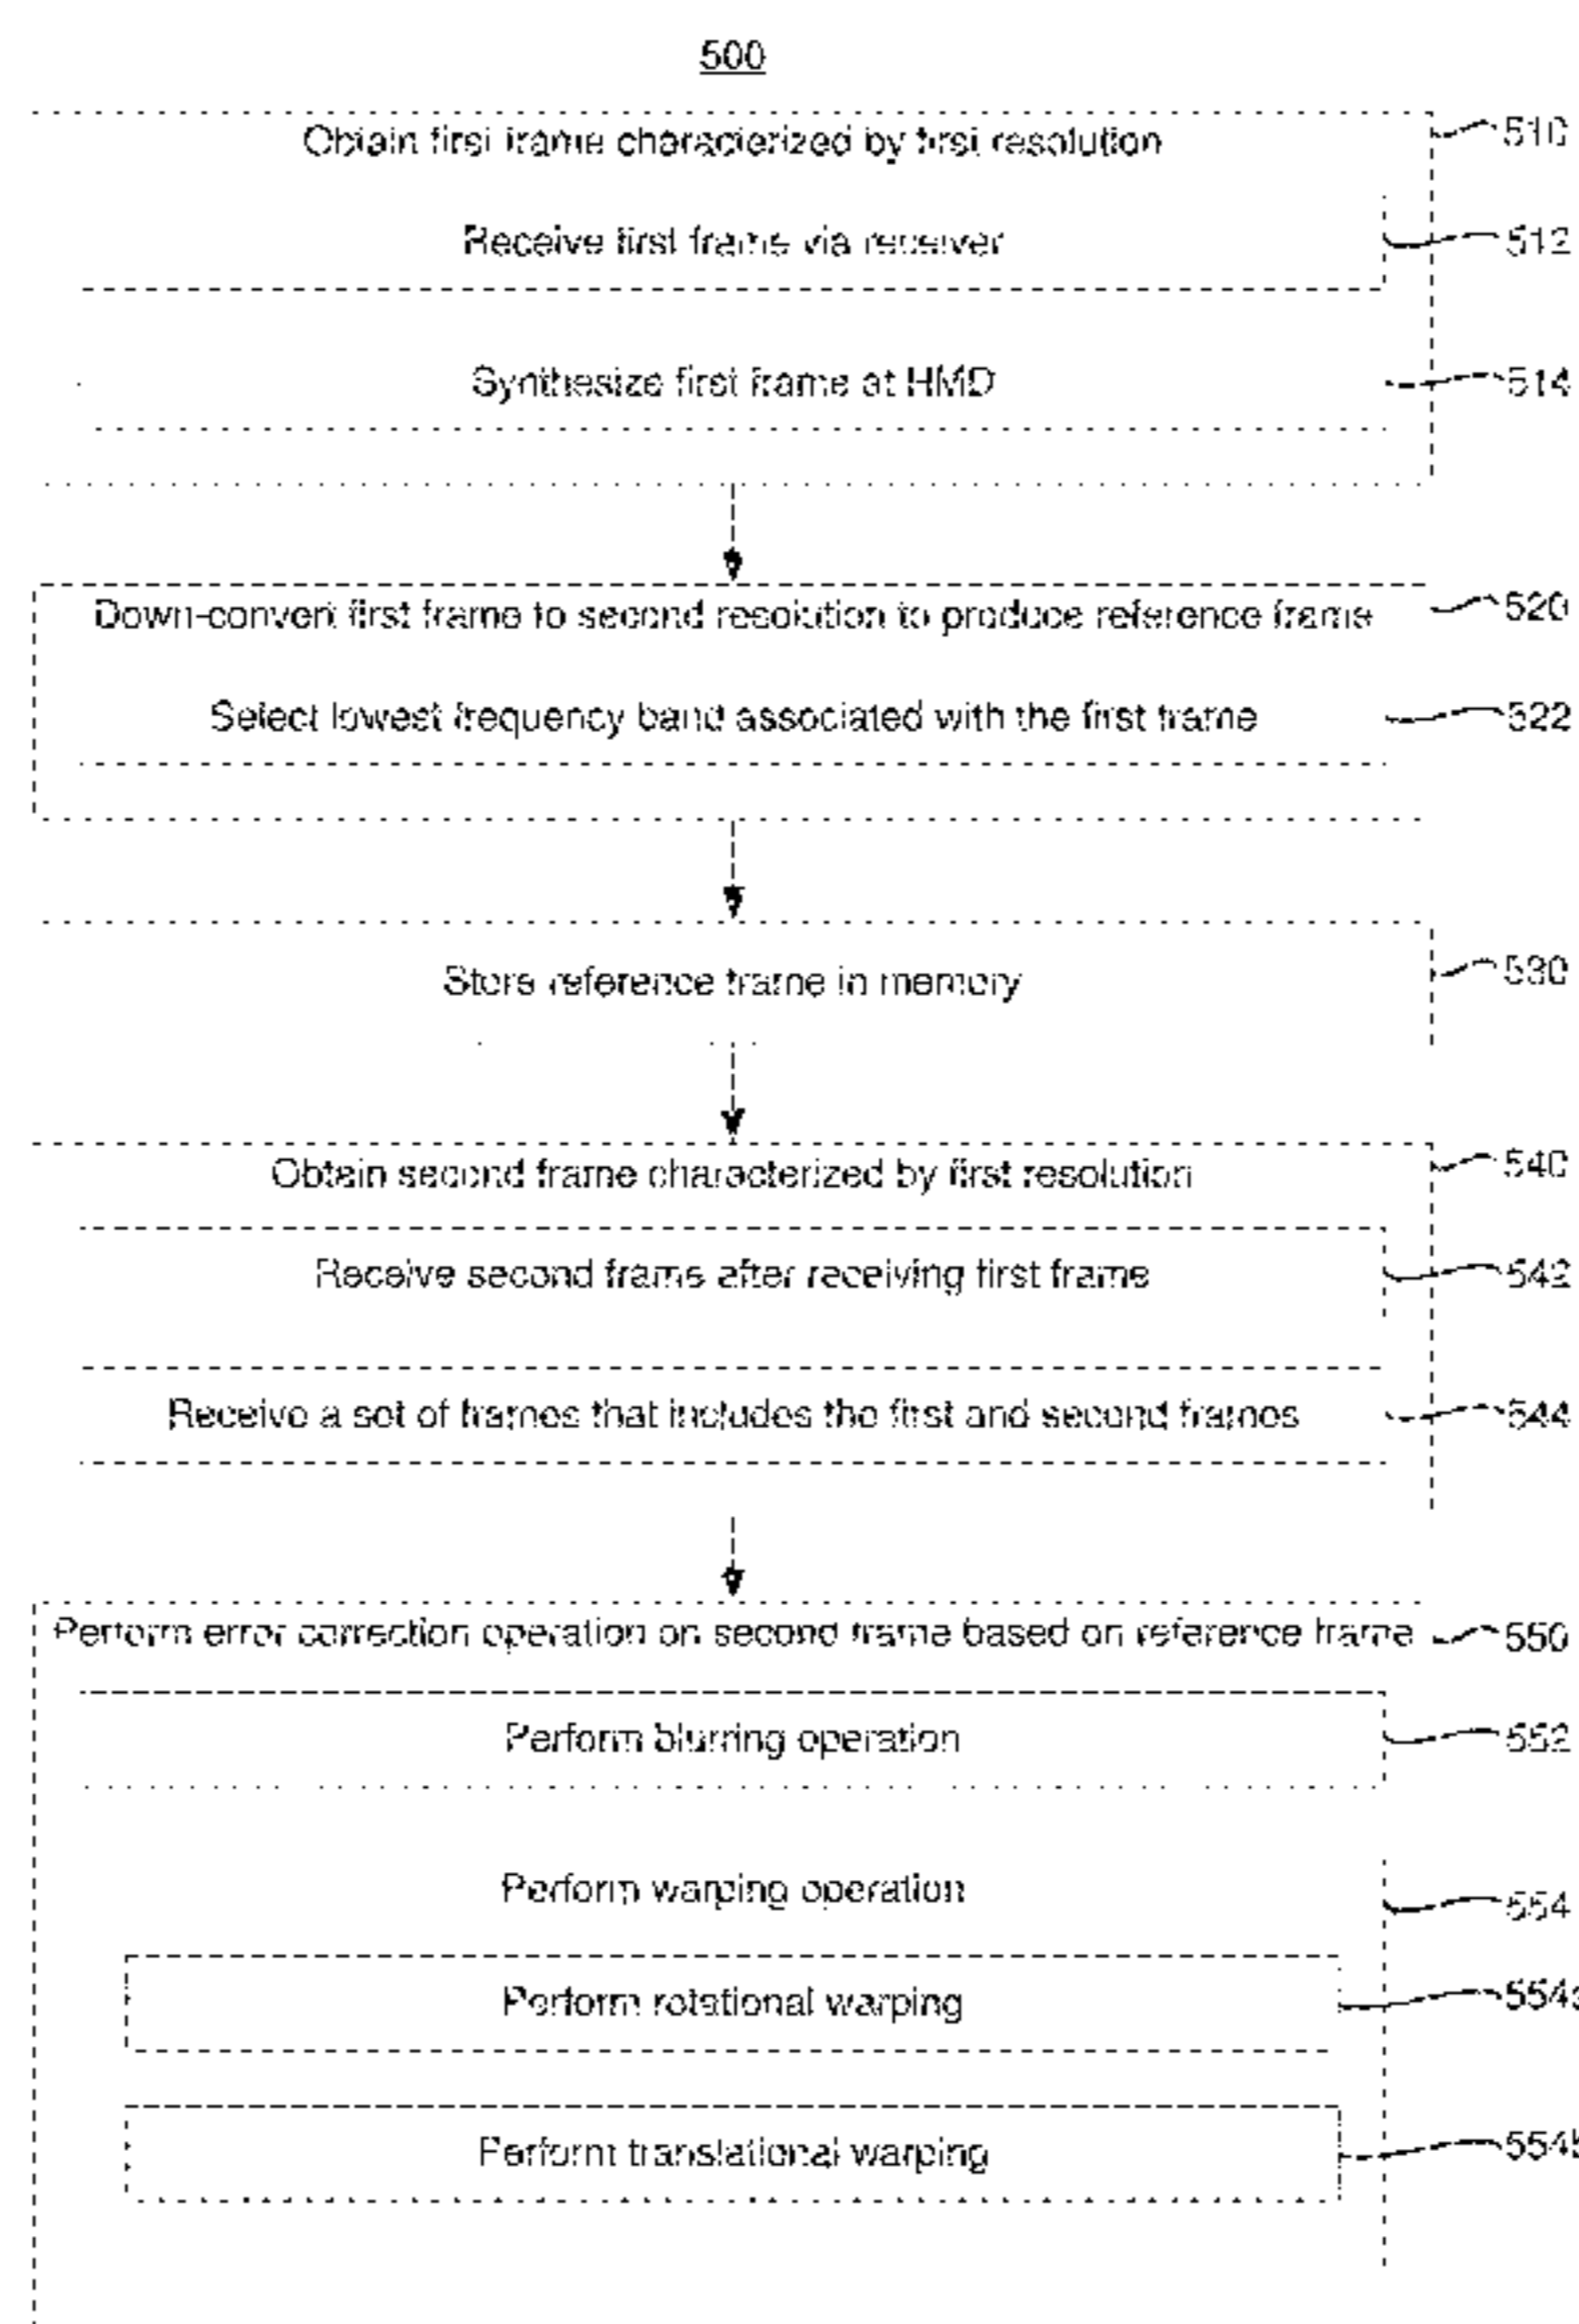 500
Obtain first frame characterized by first resolution
510
Receive first frame via receiver
512
Synthesize first frame at HMD
514
Down-convert first frame to second resolution to produce reference frame
520
Select lowest frequency band associated with the first frame
522
Store reference frame in memory
530
Obtain second frame characterized by first resolution
540
Receive second frame after receiving first frame
542
Receive a set of frames that includes the first and second frames
544
Perform error correction operation on second frame based on reference frame
550
Perform blurring operation
552
Perform warping operation
554
Perform rotational warping
554a
Perform translational warping
554b